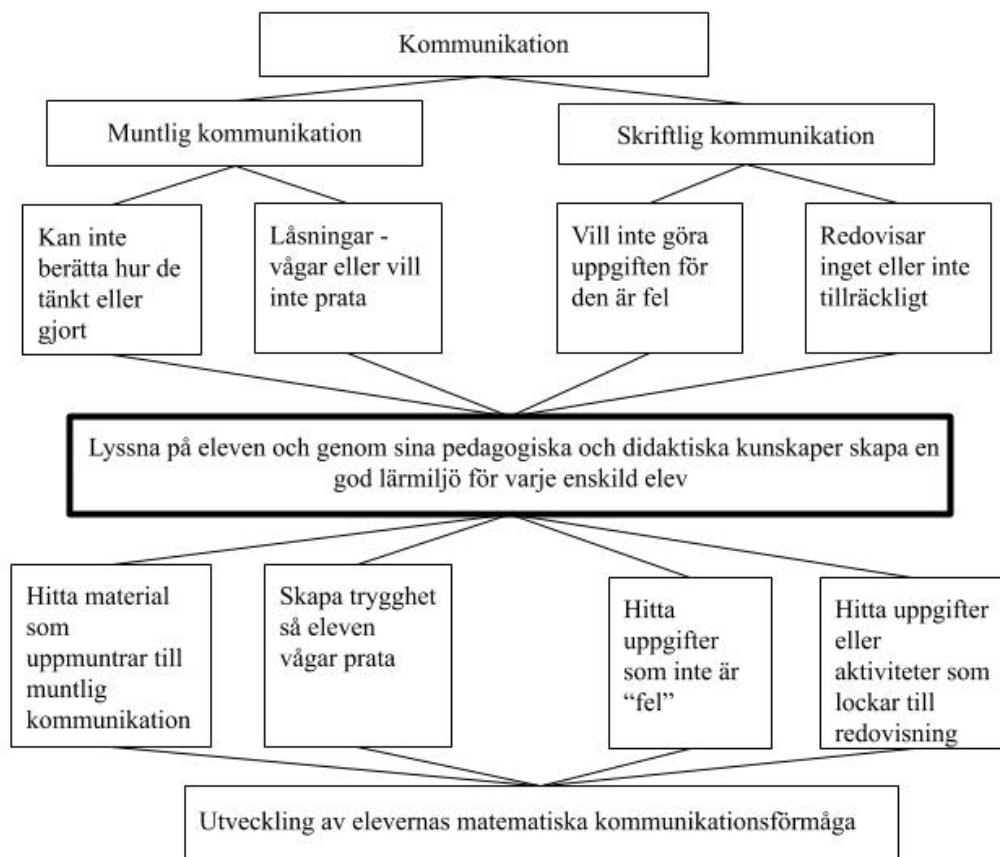 Kommunikation
Muntlig kommunikation
Skriftlig kommunikation
Kan inte
berätta hur de
tänkt eller
gjort
Låsningar -
vågar eller vill
inte prata
Vill inte göra
uppgiften för
den är fel
Redovisar
inget eller inte
tillräckligt
Lyssna på eleven och genom sina pedagogiska och didaktiska kunskaper skapa en
god lärmiljö för varje enskild elev
Hitta material
som
uppmuntrar till
muntlig
kommunikation
Skapa trygghet
så eleven
vågar prata
Hitta
uppgifter
som inte är
“fel”
Hitta uppgifter
eller
aktiviteter som
lockar till
redovisning
Utveckling av elevernas matematiska kommunikationsförmåga